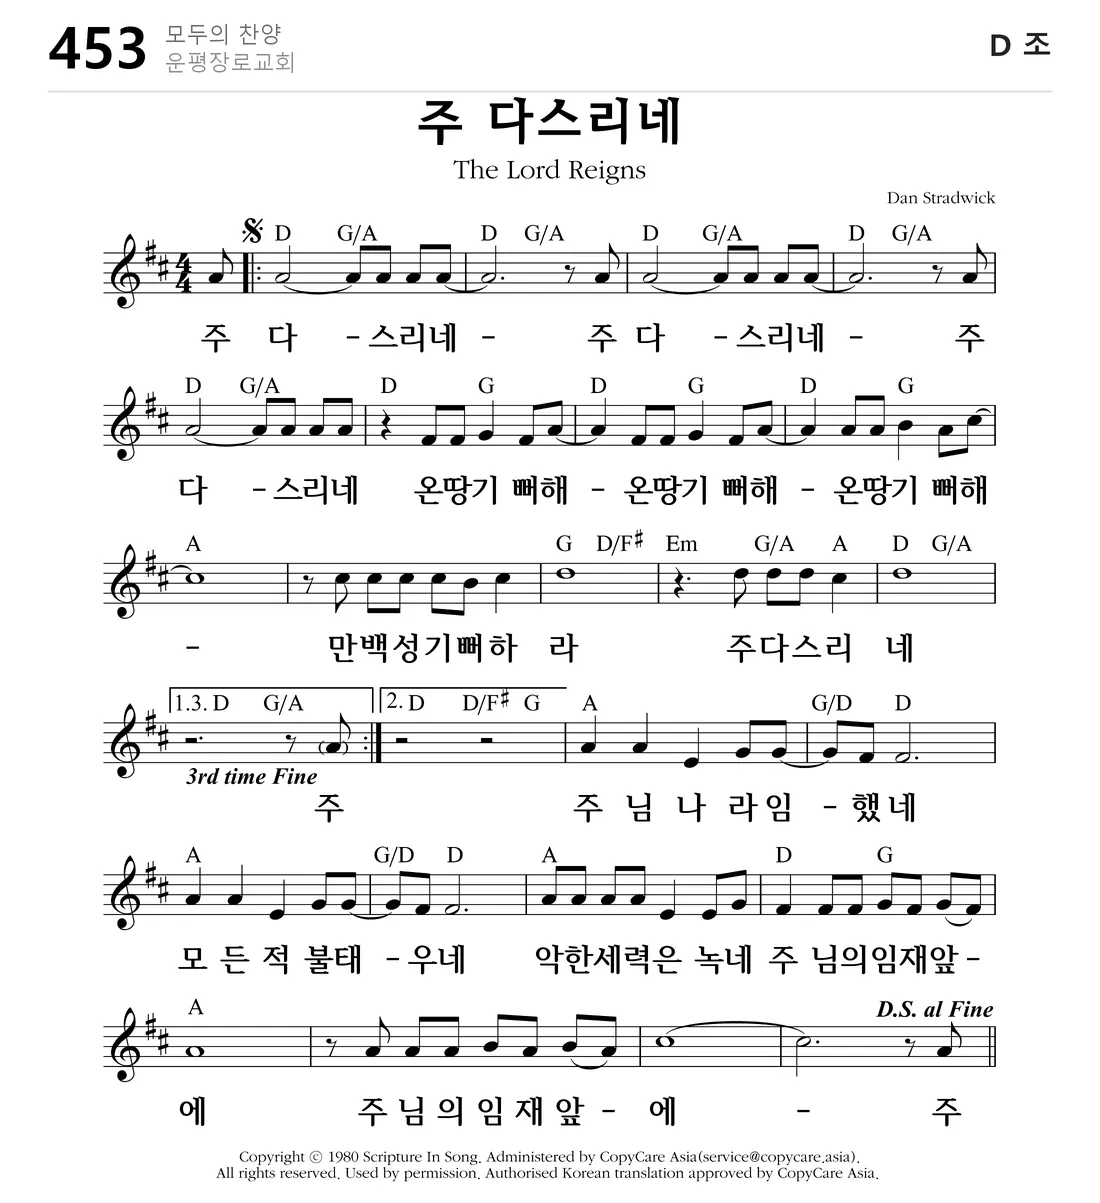 453 모두의 찬양
운평장로교회
D 조
주 다스리네
The Lord Reigns
Dan Stradwick
D G/A D G/A D G/A D G/A
주 다 -스리네 - 주 다 -스리네 - 주
D G/A D G D G D G
다 -스리네 온땅기 뻐해 - 온땅기 뻐해 - 온땅기 뻐해
A G D/F# Em G/A A D G/A
- 만백성기뻐하 라 주다스리 네
1.3. D G/A 2. D D/F# G A G/D D
3rd time Fine
주 주 님 나 라임 -했네
A G/D D A D G
모 든 적 불태 -우네 악한세력은 녹네 주 님의임재앞-
A D.S. al Fine
에 주 님 의 임 재 앞 - 에 - 주
Copyright ⓒ 1980 Scripture In Song. Administered by CopyCare Asia(service@copycare.asia).
All rights reserved. Used by permission. Authorised Korean translation approved by CopyCare Asia.